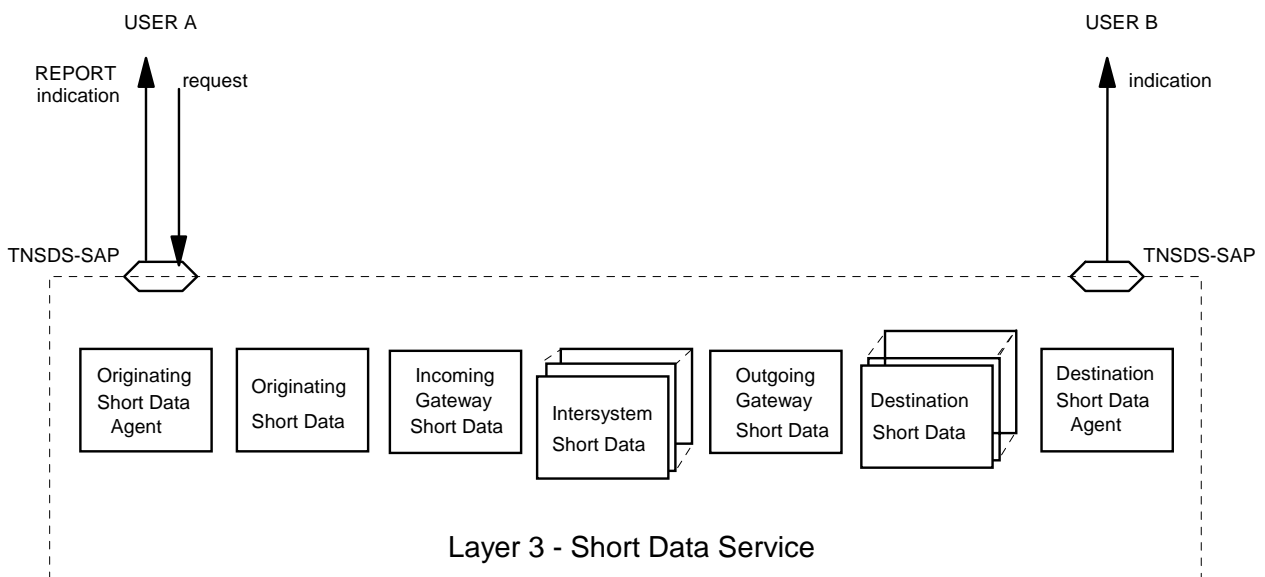 USER A
USER B
REPORT
indication
request
indication
TNSDS-SAP
TNSDS-SAP
Originating
Short Data
Agent
Originating
Short Data
Incoming
Gateway
Short Data
Intersystem
Short Data
Outgoing
Gateway
Short Data
Destination
Short Data
Destination
Short Data
Agent
Layer 3 - Short Data Service